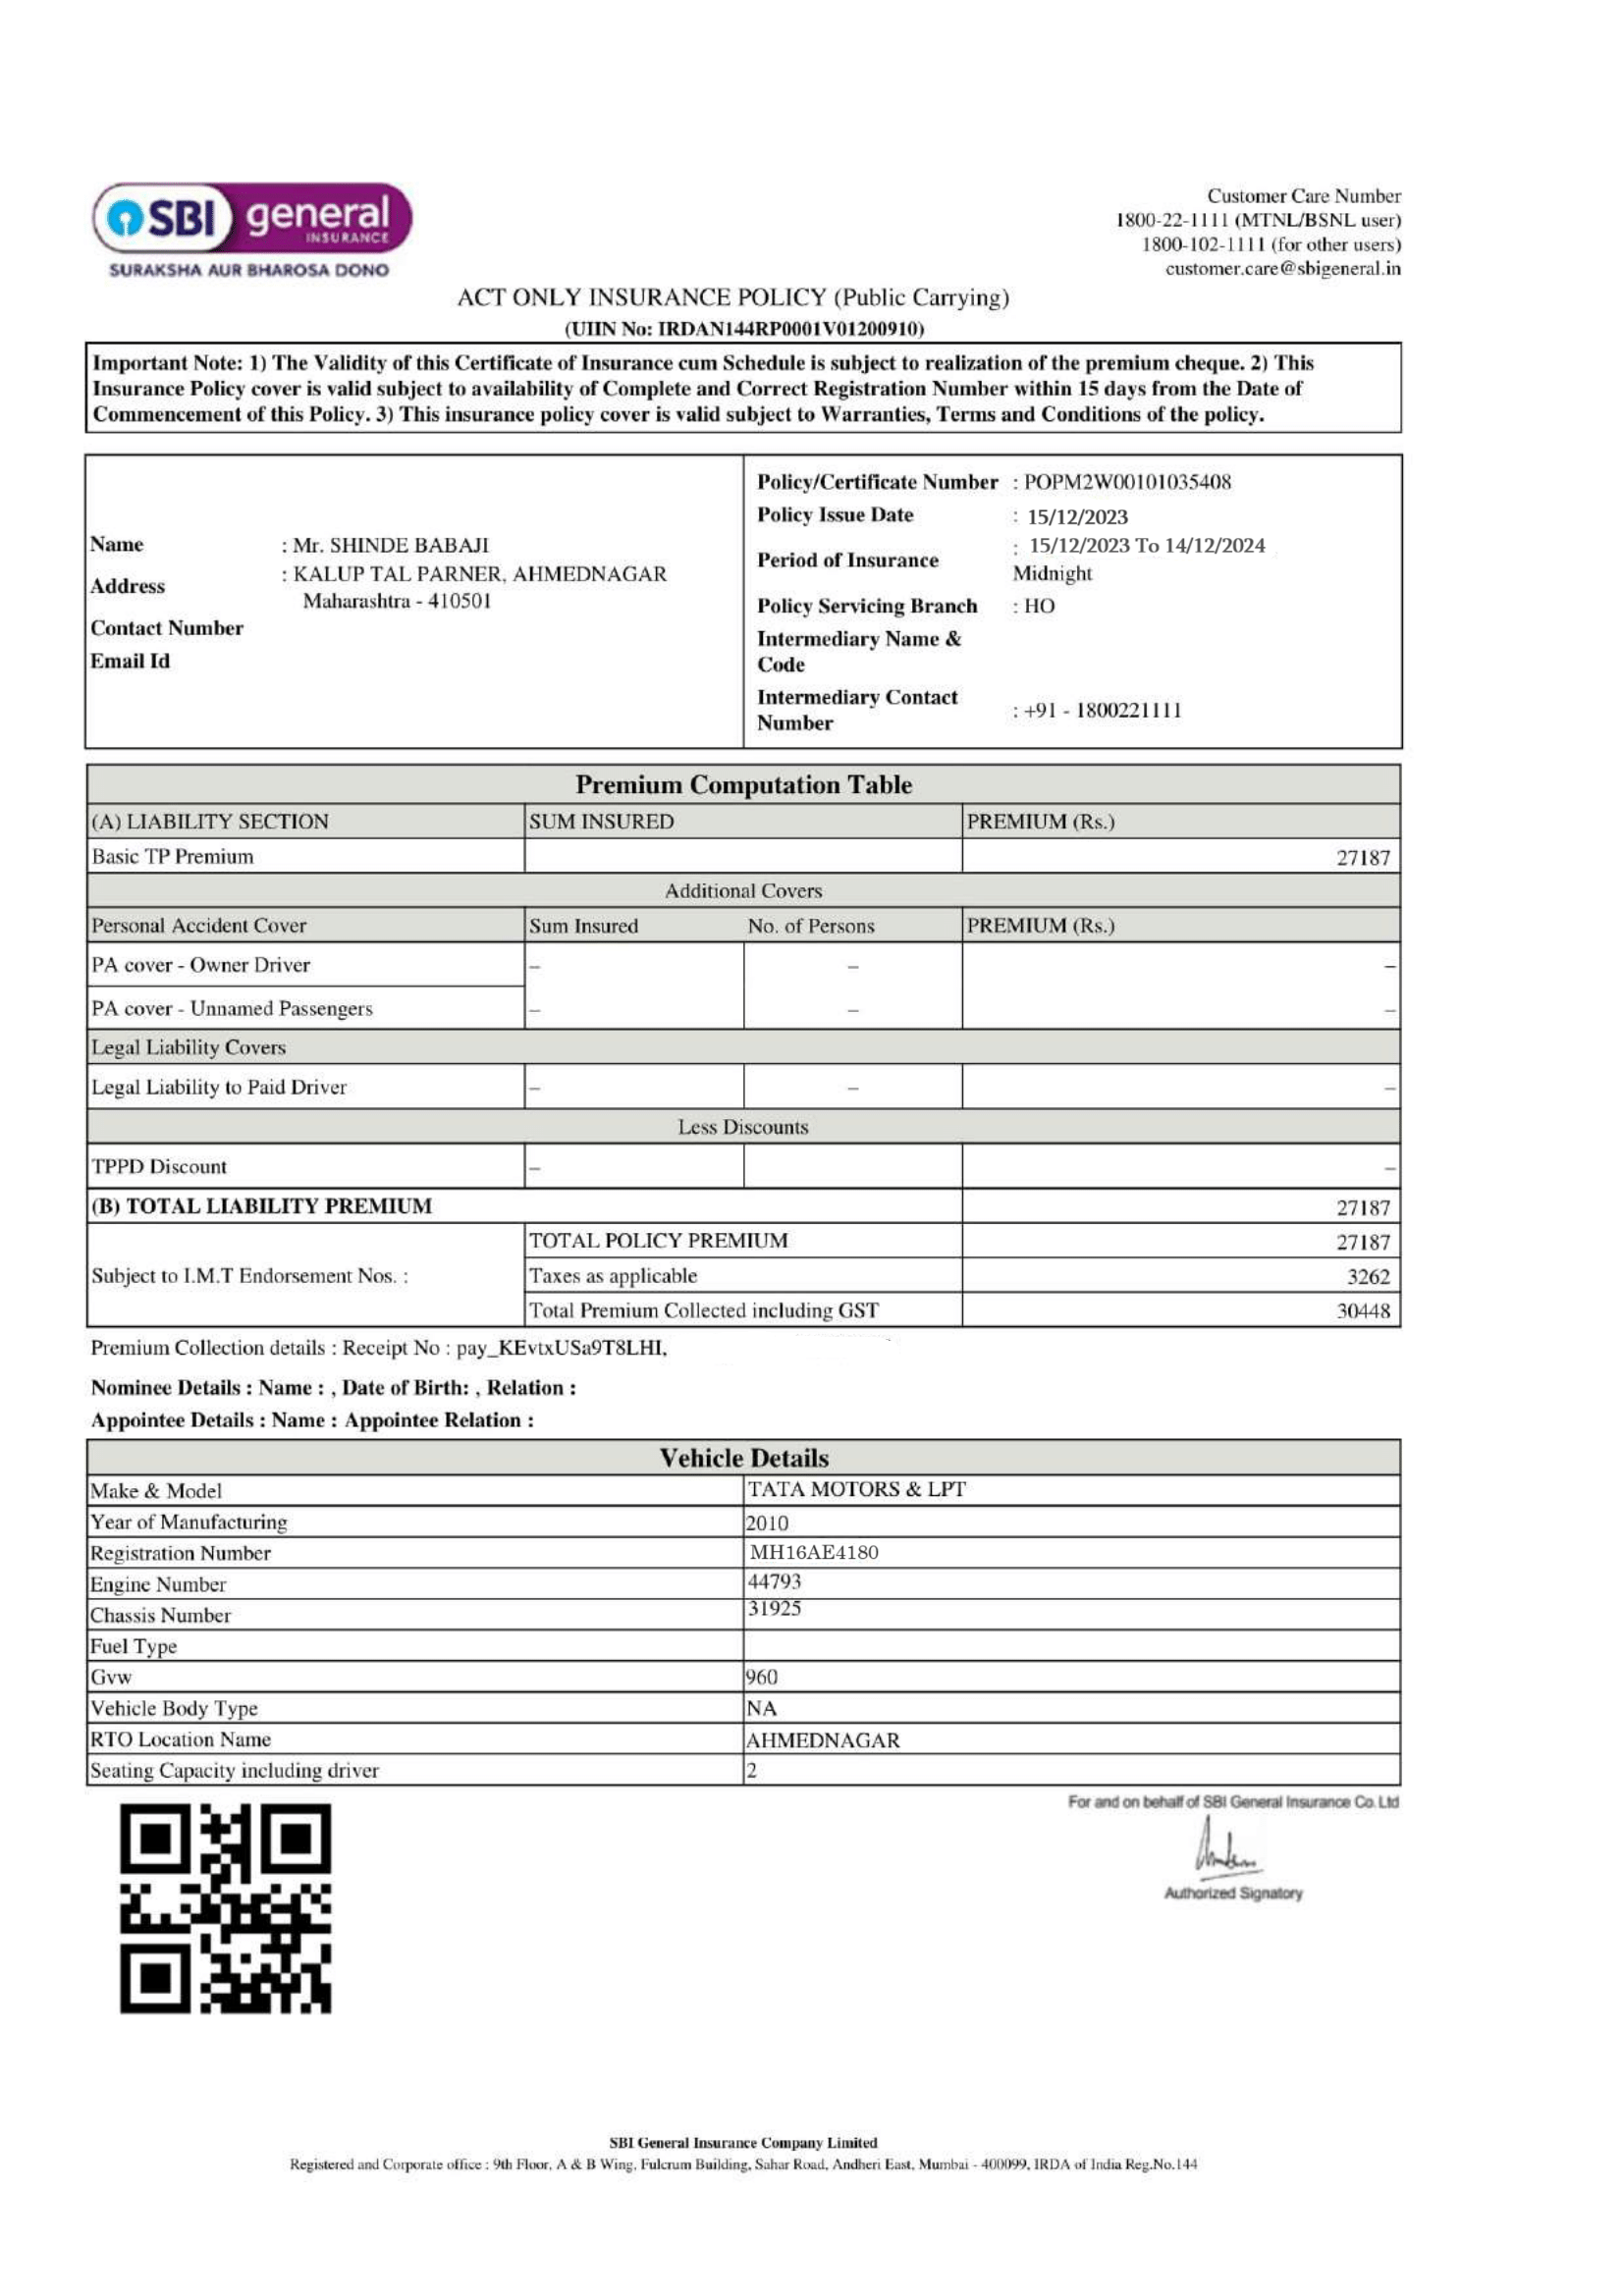 SBI general
INSURANCE
SURAKSHA AUR BHAROSA DONO
Customer Care Number
1800-22-1111 (MTNL/BSNL user)
1800-102-1111 (for other users)
customer.care@sbigeneral.in
ACT ONLY INSURANCE POLICY (Public Carrying)
(UIIN No: IRDAN144RP0001V01200910)
Important Note: 1) The Validity of this Certificate of Insurance cum Schedule is subject to realization of the premium cheque. 2) This
Insurance Policy cover is valid subject to availability of Complete and Correct Registration Number within 15 days from the Date of
Commencement of this Policy. 3) This insurance policy cover is valid subject to Warranties, Terms and Conditions of the policy.
Name : Mr. SHINDE BABAJI
Address : KALUP TAL PARNER, AHMEDNAGAR
Maharashtra - 410501
Contact Number
Email Id
Policy/Certificate Number : POPM2W00101035408
Policy Issue Date : 15/12/2023
Period of Insurance : 15/12/2023 To 14/12/2024
Midnight
Policy Servicing Branch : HO
Intermediary Name &
Code
Intermediary Contact
Number : +91 - 1800221111
Premium Computation Table
(A) LIABILITY SECTION SUM INSURED PREMIUM (Rs.)
Basic TP Premium 27187
Additional Covers
Personal Accident Cover Sum Insured No. of Persons PREMIUM (Rs.)
PA cover - Owner Driver – – –
PA cover - Unnamed Passengers – – –
Legal Liability Covers
Legal Liability to Paid Driver – – –
Less Discounts
TPPD Discount – –
(B) TOTAL LIABILITY PREMIUM 27187
TOTAL POLICY PREMIUM 27187
Subject to I.M.T Endorsement Nos. : Taxes as applicable 3262
Total Premium Collected including GST 30448
Premium Collection details : Receipt No : pay_KEvtxUSa9T8LHI,
Nominee Details : Name : , Date of Birth: , Relation :
Appointee Details : Name : Appointee Relation :
Vehicle Details
Make & Model TATA MOTORS & LPT
Year of Manufacturing 2010
Registration Number MH16AE4180
Engine Number 44793
Chassis Number 31925
Fuel Type
Gvw 960
Vehicle Body Type NA
RTO Location Name AHMEDNAGAR
Seating Capacity including driver 2
For and on behalf of SBI General Insurance Co. Ltd
Authorized Signatory
SBI General Insurance Company Limited
Registered and Corporate office : 9th Floor, A & B Wing, Fulcrum Building, Sahar Road, Andheri East, Mumbai - 400099, IRDA of India Reg.No.144